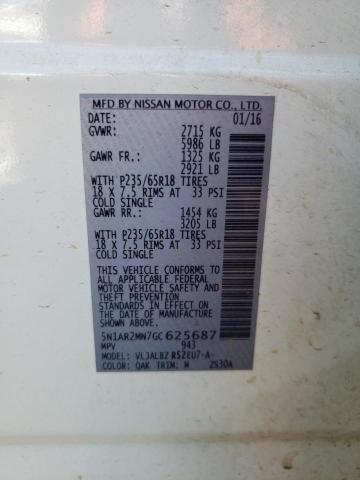 MFD BY NISSAN MOTOR CO., LTD.
DATE: 01/16
GVWR: 2715 KG
5986 LB
GAWR FR.: 1325 KG
2921 LB
WITH P235/65R18 TIRES
18 X 7.5 RIMS AT 33 PSI
COLD SINGLE
GAWR RR.: 1454 KG
3205 LB
WITH P235/65R18 TIRES
18 X 7.5 RIMS AT 33 PSI
COLD SINGLE
THIS VEHICLE CONFORMS TO
ALL APPLICABLE FEDERAL
MOTOR VEHICLE SAFETY
AND THEFT PREVENTION
STANDARDS IN EFFECT ON
THE DATE OF MANUFACTURE
SHOWN ABOVE
5N1AR2MN7GC625687
MPV 943
MODEL: VLJALBZ R52EU7-A-
COLOR: QAK TRIM: M 2S30A